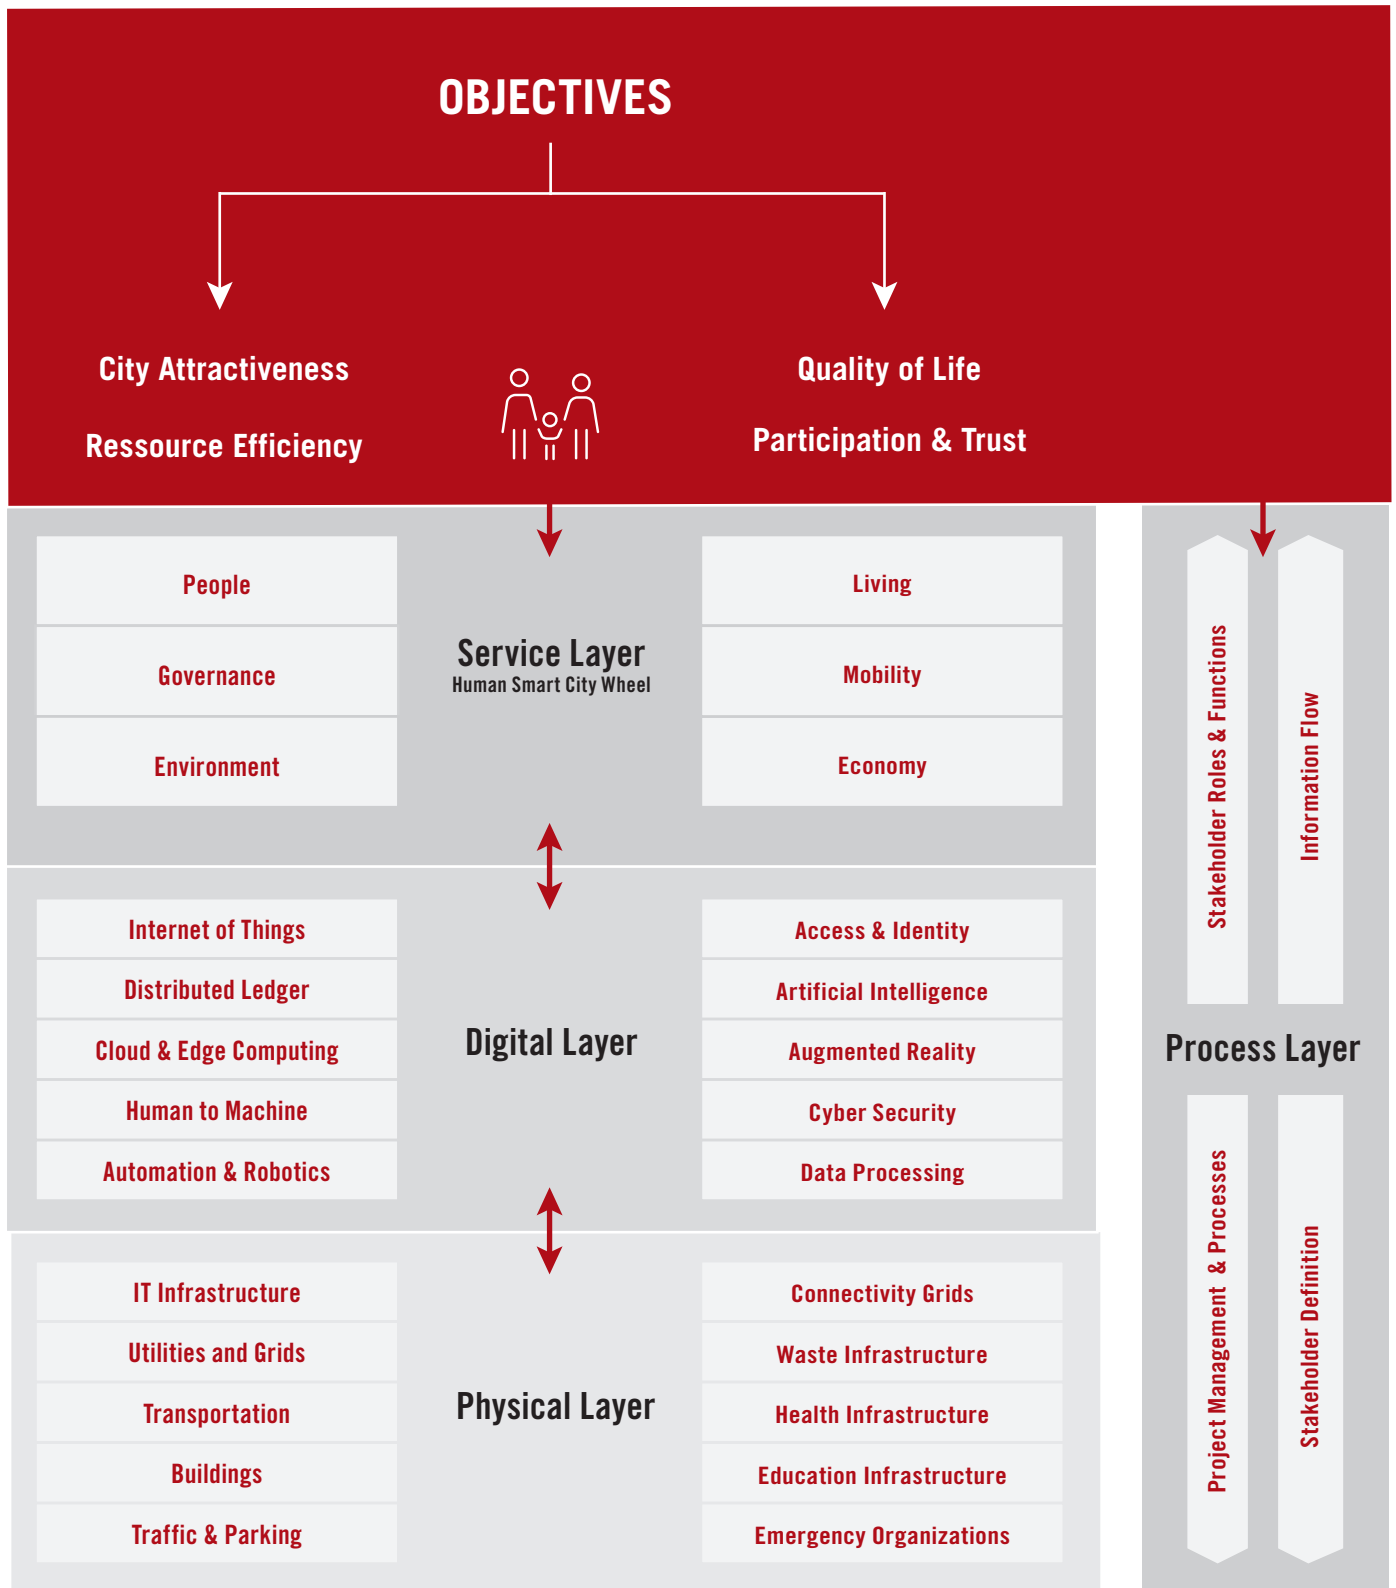 OBJECTIVES
City Attractiveness
Ressource Efficiency
Quality of Life
Participation & Trust
People
Governance
Environment
Service Layer
Human Smart City Wheel
Living
Mobility
Economy
Internet of Things
Distributed Ledger
Cloud & Edge Computing
Human to Machine
Automation & Robotics
Digital Layer
Access & Identity
Artificial Intelligence
Augmented Reality
Cyber Security
Data Processing
IT Infrastructure
Utilities and Grids
Transportation
Buildings
Traffic & Parking
Physical Layer
Connectivity Grids
Waste Infrastructure
Health Infrastructure
Education Infrastructure
Emergency Organizations
Stakeholder Roles & Functions
Information Flow
Process Layer
Project Management & Processes
Stakeholder Definition